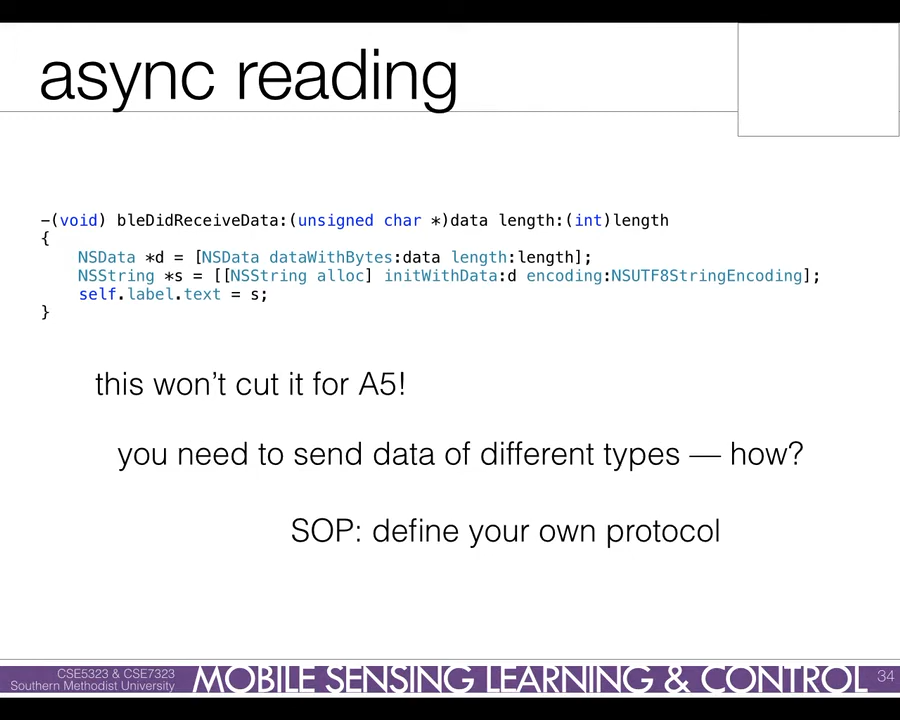 async reading
-(void) bleDidReceiveData:(unsigned char *)data length:(int)length
{
NSData *d = [NSData dataWithBytes:data length:length];
NSString *s = [[NSString alloc] initWithData:d encoding:NSUTF8StringEncoding];
self.label.text = s;
}
this won’t cut it for A5!
you need to send data of different types — how?
SOP: define your own protocol
CSE5323 & CSE7323
Southern Methodist University
MOBILE SENSING LEARNING & CONTROL
34